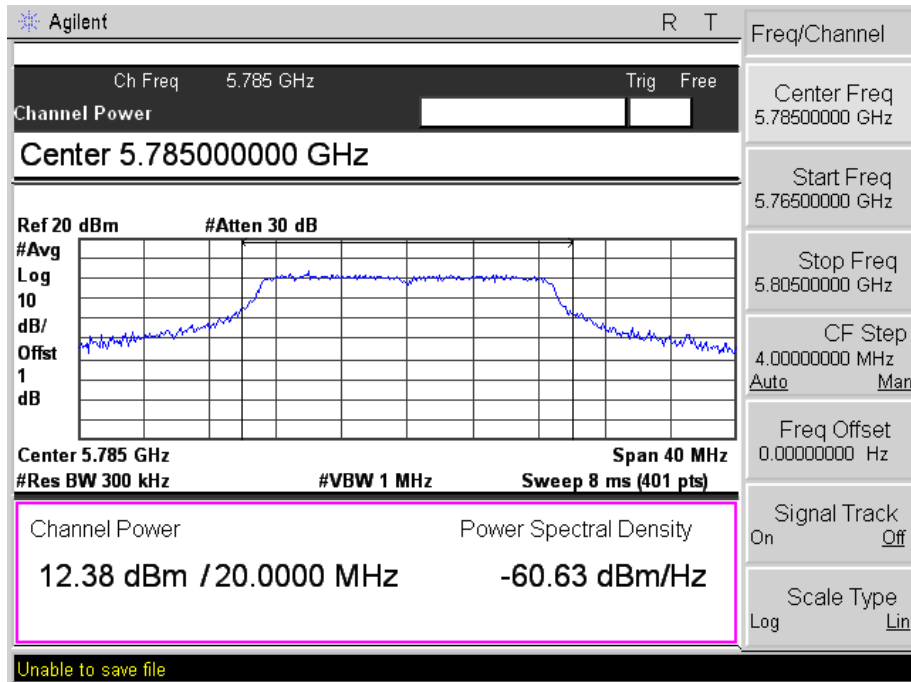 Agilent R T
Freq/Channel
Ch Freq 5.785 GHz Trig Free
Channel Power
Center 5.785000000 GHz
Ref 20 dBm #Atten 30 dB
#Avg
Log
10
dB/
Offst
1
dB
Center 5.785 GHz Span 40 MHz
#Res BW 300 kHz #VBW 1 MHz Sweep 8 ms (401 pts)
Channel Power Power Spectral Density
12.38 dBm / 20.0000 MHz -60.63 dBm/Hz
Center Freq
5.78500000 GHz
Start Freq
5.76500000 GHz
Stop Freq
5.80500000 GHz
CF Step
4.00000000 MHz
Auto Man
Freq Offset
0.00000000 Hz
Signal Track
On Off
Scale Type
Log Lin
Unable to save file